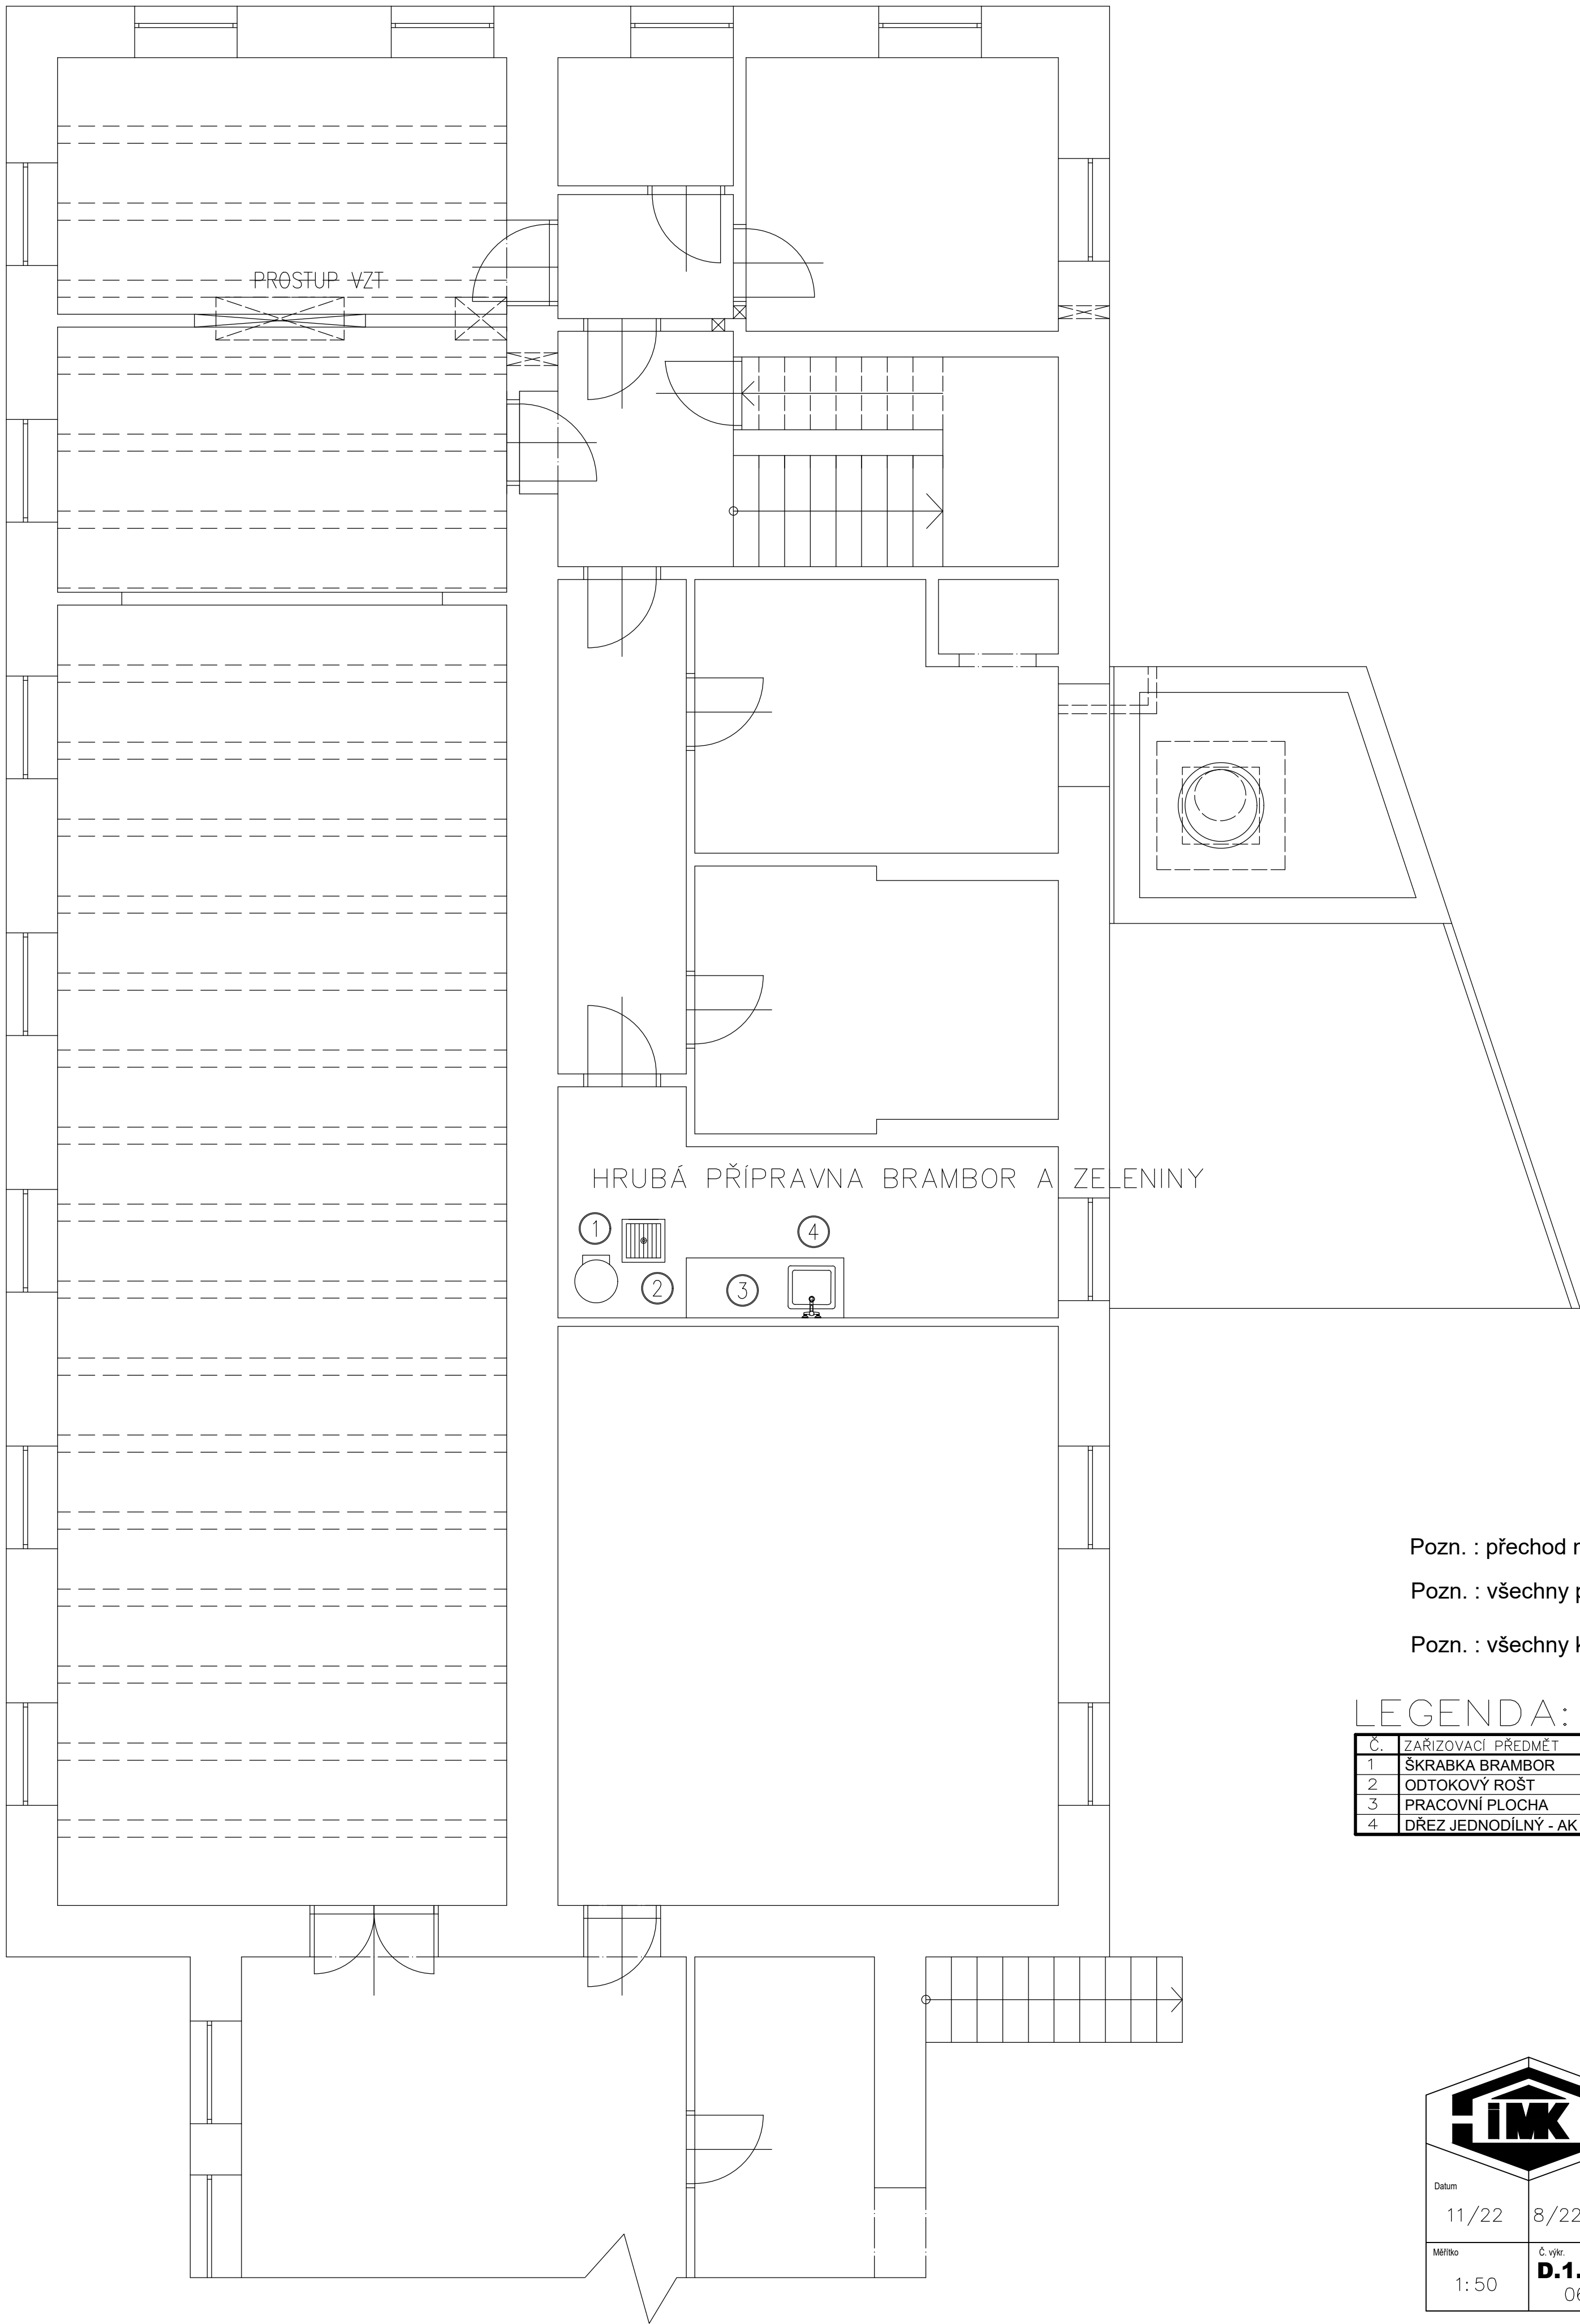 PROSTUP VZT
HRUBÁ PŘÍPRAVNA BRAMBOR A ZELENINY
1
4
2
3
Pozn. : přechod
Pozn. : všechny
Pozn. : všechny
LEGENDA:
Č. ZAŘIZOVACÍ PŘEDMĚT
1 ŠKRABKA BRAMBOR
2 ODTOKOVÝ ROŠT
3 PRACOVNÍ PLOCHA
4 DŘEZ JEDNODÍLNÝ - AK
iMK
Datum
11/22 8/22
Měřítko Č. výkr.
1:50 D.1.